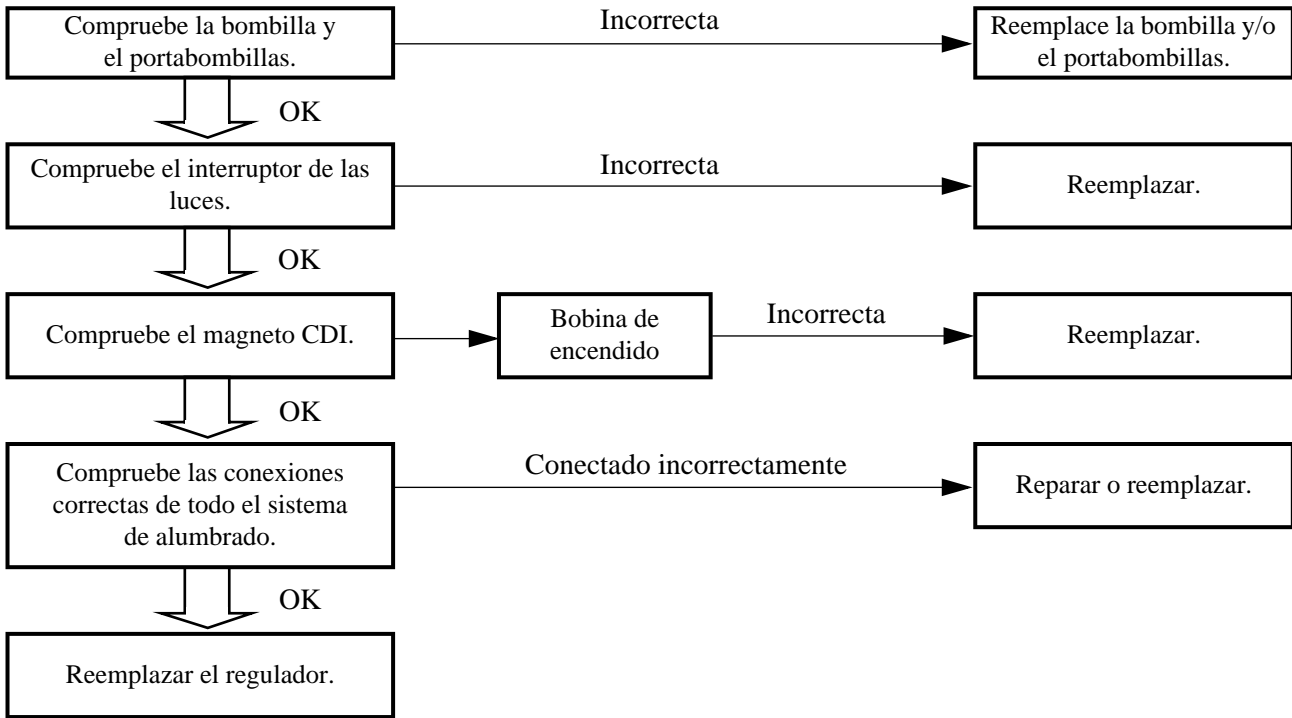 Compruebe la bombilla y
el portabombillas.
Incorrecta
Reemplace la bombilla y/o
el portabombillas.
OK
Compruebe el interruptor de las
luces.
Incorrecta
Reemplazar.
OK
Compruebe el magneto CDI.
Bobina de
encendido
Incorrecta
Reemplazar.
OK
Compruebe las conexiones
correctas de todo el sistema
de alumbrado.
Conectado incorrectamente
Reparar o reemplazar.
OK
Reemplazar el regulador.